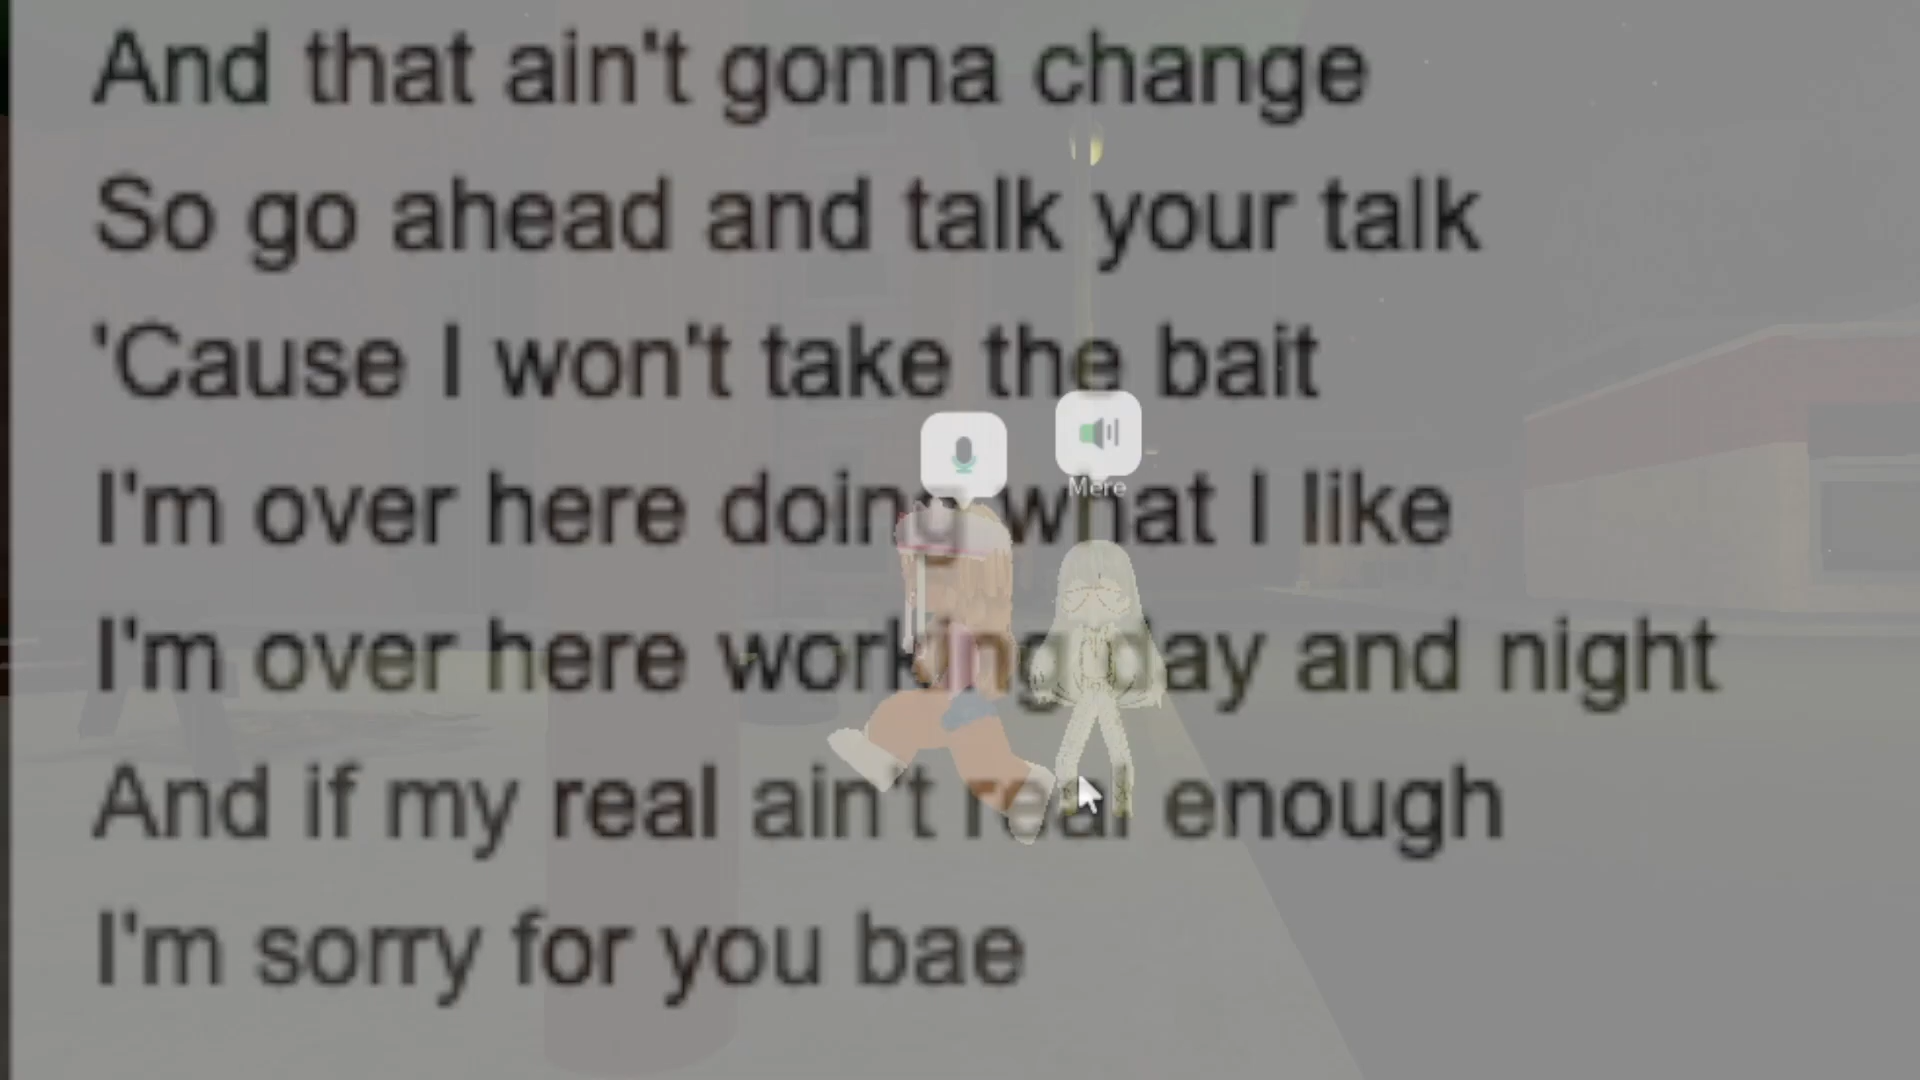 And that ain't gonna change
So go ahead and talk your talk
'Cause I won't take the bait
Mere
I'm over here doing what I like
I'm over here working day and night
And if my real ain't real enough
I'm sorry for you bae